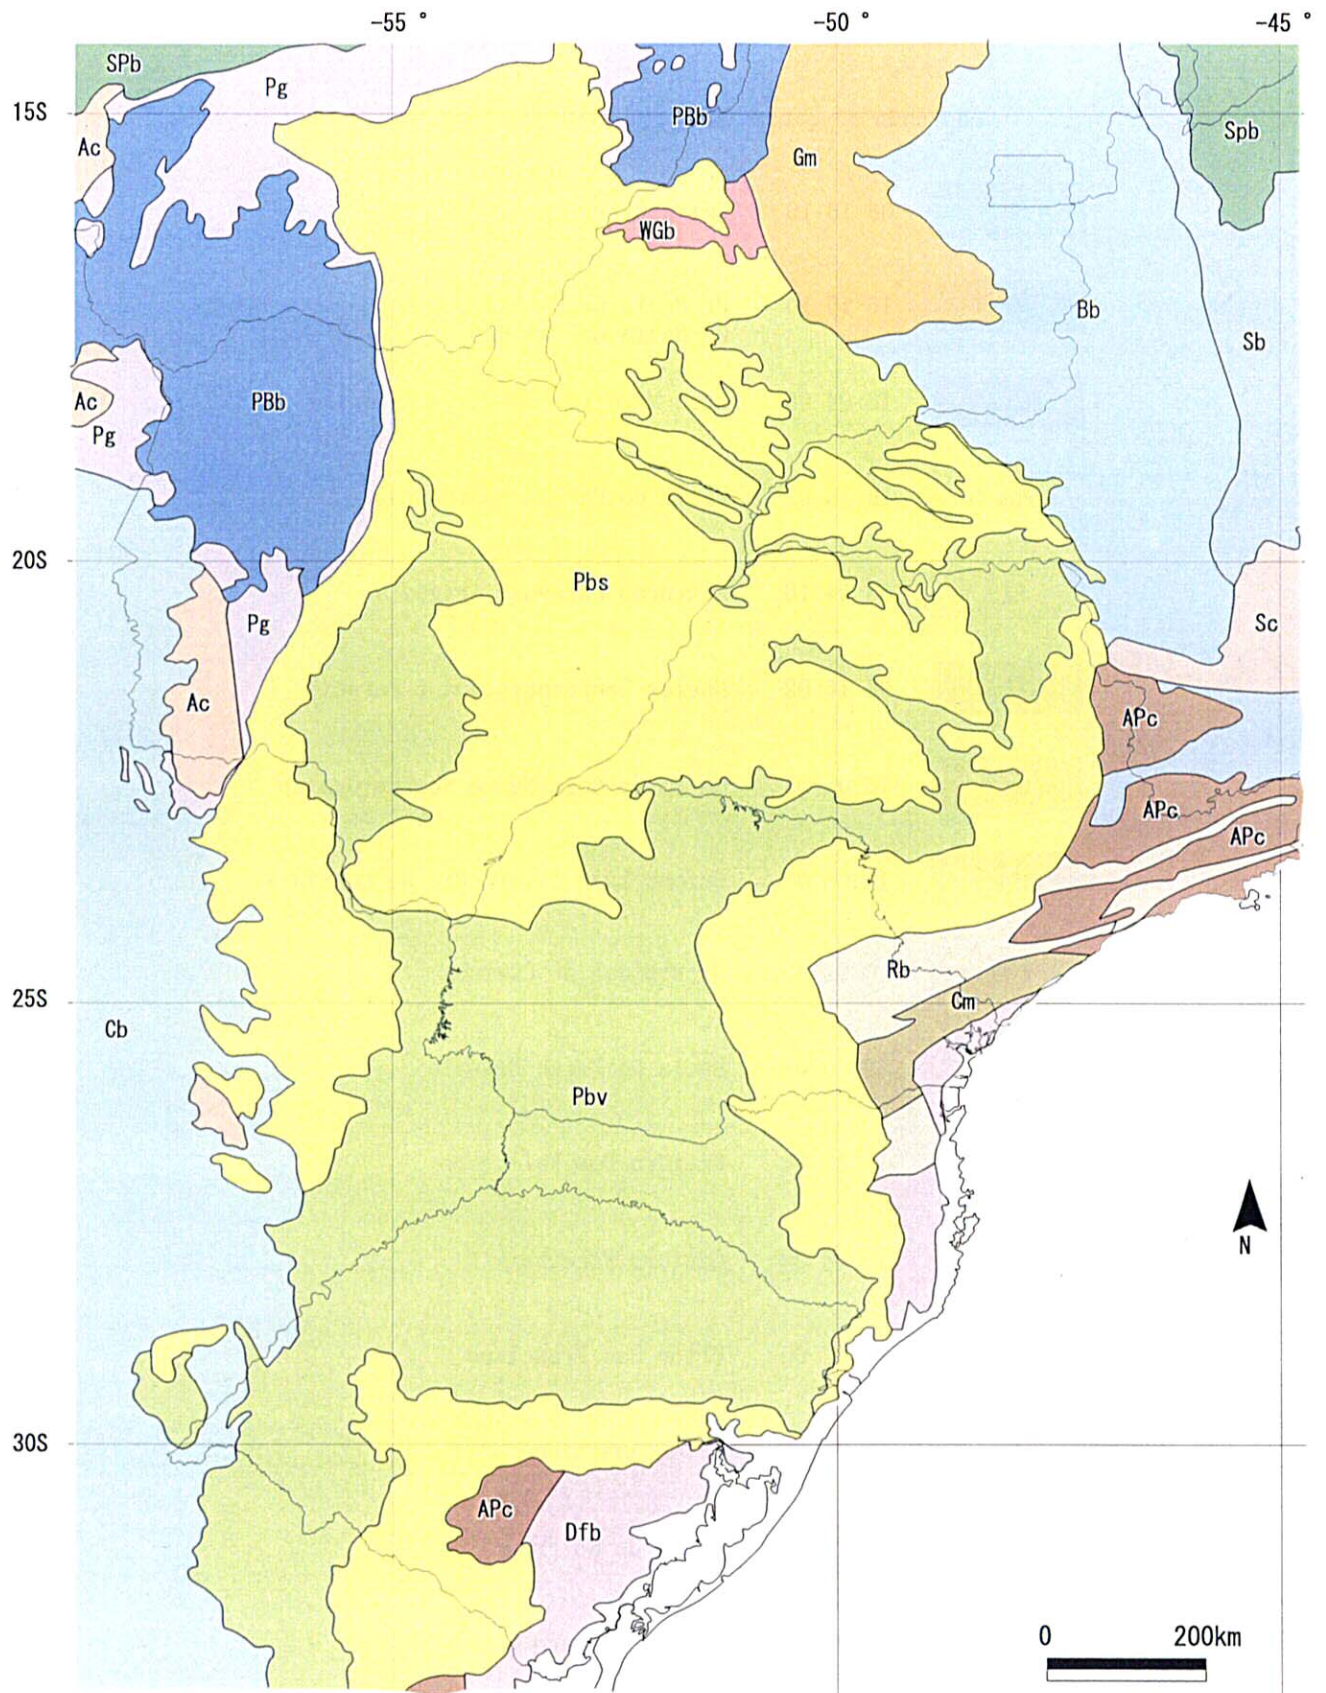 -55 °
-50 °
-45 °
SPb
Pg
15S
PBb
Ac
Gm
Spb
WGb
Bb
Sb
Ac
PBb
Pg
20S
Pbs
Pg
Sc
Ac
APc
APc
APc
Rb
25S
Cm
Cb
Pbv
N
30S
APc
Dfb
0
200km